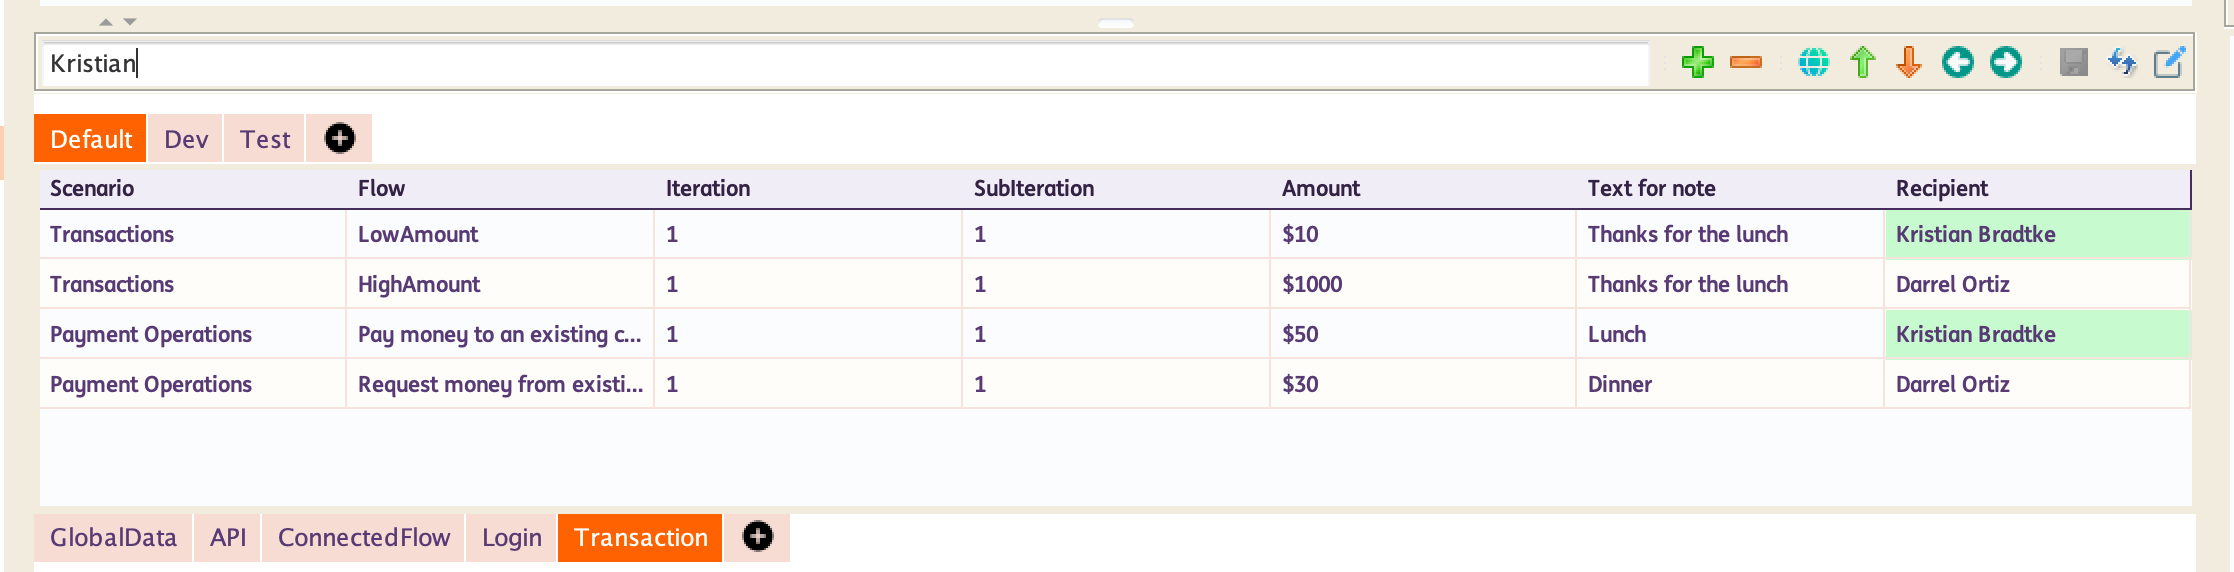 Kristian
Default Dev Test
Scenario Flow Iteration SubIteration Amount Text for note Recipient
Transactions LowAmount 1 1 $10 Thanks for the lunch Kristian Bradtke
Transactions HighAmount 1 1 $1000 Thanks for the lunch Darrel Ortiz
Payment Operations Pay money to an existing c... 1 1 $50 Lunch Kristian Bradtke
Payment Operations Request money from existi... 1 1 $30 Dinner Darrel Ortiz
GlobalData API ConnectedFlow Login Transaction